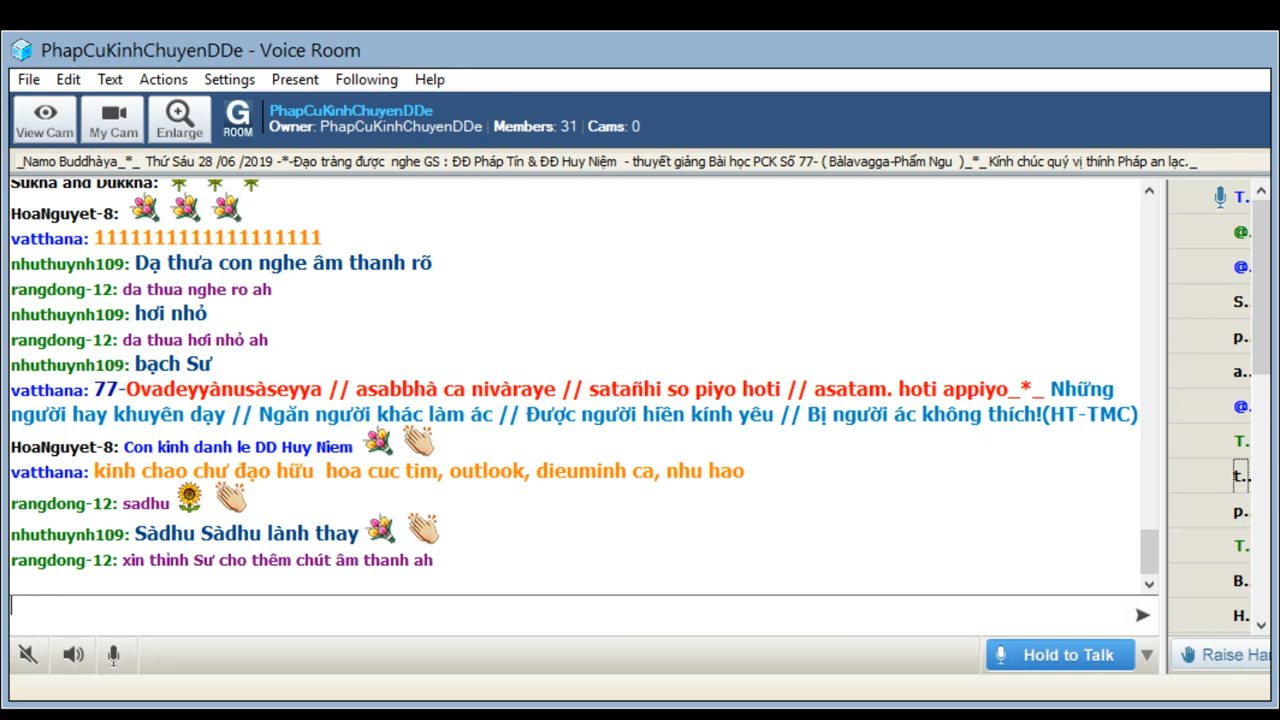 PhapCuKinhChuyenDDe - Voice Room
File Edit Text Actions Settings Present Following Help
View Cam My Cam Enlarge G ROOM
PhapCuKinhChuyenDDe
Owner: PhapCuKinhChuyenDDe | Members: 31 | Cams: 0
_Namo Buddhàya_*_ Thứ Sáu 28 /06 /2019 -*-Đạo tràng được nghe GS : ĐĐ Pháp Tín & ĐĐ Huy Niệm - thuyết giảng Bài học PCK Số 77- ( Bàlavagga-Phẩm Ngu )_*_Kính chúc quý vị thính Pháp an lạc._
Sukha and Dukkha:
HoaNguyet-8:
vatthana: 1111111111111111111
nhuthuynh109: Dạ thưa con nghe âm thanh rõ
rangdong-12: da thua nghe ro ah
nhuthuynh109: hơi nhỏ
rangdong-12: da thua hơi nhỏ ah
nhuthuynh109: bạch Sư
vatthana: 77-Ovadeyyànusàseyya // asabbhà ca nivàraye // satañhi so piyo hoti // asatam. hoti appiyo_*_ Những
người hay khuyên dạy // Ngăn người khác làm ác // Được người hiền kính yêu // Bị người ác không thích!(HT-TMC)
HoaNguyet-8: Con kinh danh le DD Huy Niem
vatthana: kinh chao chư đạo hữu hoa cuc tim, outlook, dieuminh ca, nhu hao
rangdong-12: sadhu
nhuthuynh109: Sàdhu Sàdhu lành thay
rangdong-12: xin thỉnh Sư cho thêm chút âm thanh ah
T.
@.
@.
S.
p.
a..
@.
T.
t..
p.
T.
B.
H.
Hold to Talk
Raise Han